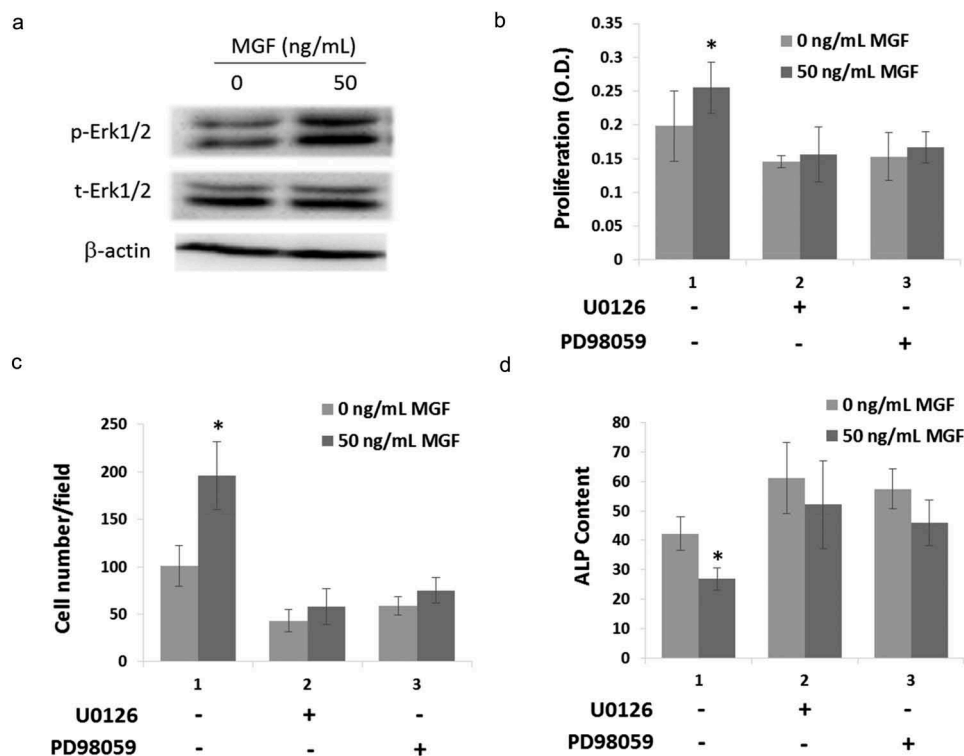 a
MGF (ng/mL)
0 50
p-Erk1/2
t-Erk1/2
β-actin
b
0 ng/mL MGF
50 ng/mL MGF
*
Proliferation (O.D.)
0.35
0.3
0.25
0.2
0.15
0.1
0.05
0
1 2 3
U0126 - + -
PD98059 - - +
c
0 ng/mL MGF
50 ng/mL MGF
*
Cell number/field
250
200
150
100
50
0
1 2 3
U0126 - + -
PD98059 - - +
d
0 ng/mL MGF
50 ng/mL MGF
*
ALP Content
80
70
60
50
40
30
20
10
0
1 2 3
U0126 - + -
PD98059 - - +